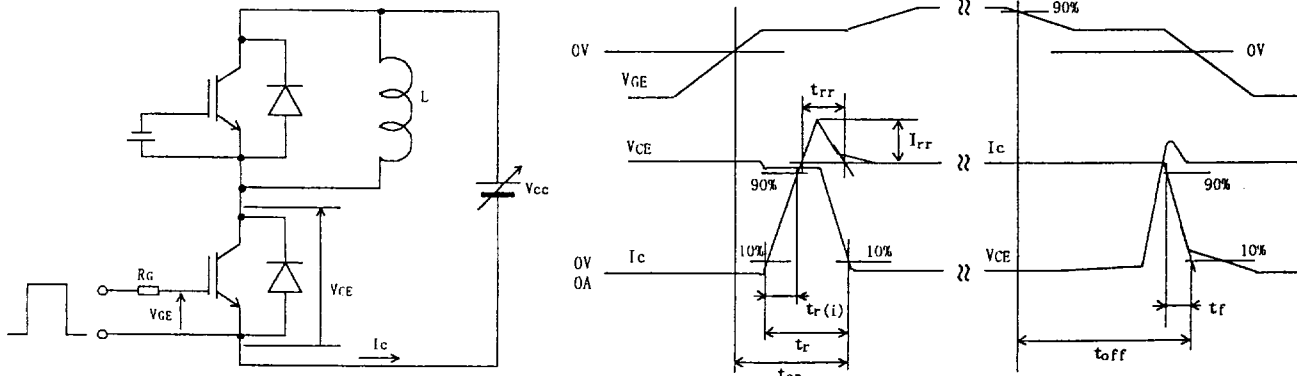 L
Vcc
RG
VGE
VCE
Ic
0V
VGE
trr
Irr
VCE
90%
10%
10%
Ic
0V
0A
tr(i)
tr
ton
90%
0V
Ic
90%
VCE
10%
tf
toff